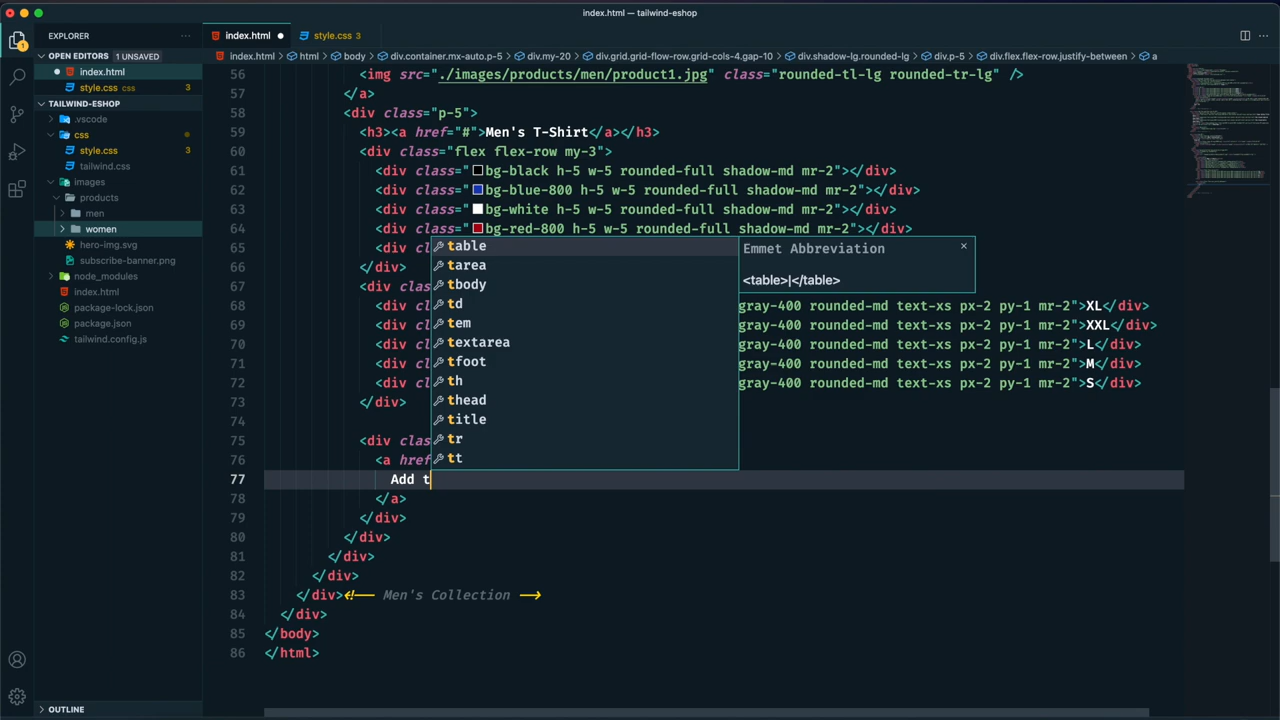 index.html — tailwind-eshop
EXPLORER
OPEN EDITORS 1 UNSAVED
index.html
style.css css 3
TAILWIND-ESHOP
.vscode
css
style.css 3
tailwind.css
images
products
men
women
hero-img.svg
subscribe-banner.png
node_modules
index.html
package-lock.json
package.json
tailwind.config.js
OUTLINE
1
index.html
style.css 3
index.html > html > body > div.container.mx-auto.p-5 > div.my-20 > div.grid.grid-flow-row.grid-cols-4.gap-10 > div.shadow-lg.rounded-lg > div.p-5 > div.flex.flex-row.justify-between > a
56 <img src="./images/products/men/product1.jpg" class="rounded-tl-lg rounded-tr-lg" />
57 </a>
58 <div class="p-5">
59 <h3><a href="#">Men's T-Shirt</a></h3>
60 <div class="flex flex-row my-3">
61 <div class="bg-black h-5 w-5 rounded-full shadow-md mr-2"></div>
62 <div class="bg-blue-800 h-5 w-5 rounded-full shadow-md mr-2"></div>
63 <div class="bg-white h-5 w-5 rounded-full shadow-md mr-2"></div>
64 <div class="bg-red-800 h-5 w-5 rounded-full shadow-md mr-2"></div>
65 <div cl
66 </div>
67 <div clas
68 <div cl gray-400 rounded-md text-xs px-2 py-1 mr-2">XL</div>
69 <div cl gray-400 rounded-md text-xs px-2 py-1 mr-2">XXL</div>
70 <div cl gray-400 rounded-md text-xs px-2 py-1 mr-2">L</div>
71 <div cl gray-400 rounded-md text-xs px-2 py-1 mr-2">M</div>
72 <div cl gray-400 rounded-md text-xs px-2 py-1 mr-2">S</div>
73 </div>
74
75 <div clas
76 <a href
77 Add t
78 </a>
79 </div>
80 </div>
81 </div>
82 </div>
83 </div><!-- Men's Collection -->
84 </div>
85 </body>
86 </html>
table
tarea
tbody
td
tem
textarea
tfoot
th
thead
title
tr
tt
Emmet Abbreviation
<table>|</table>